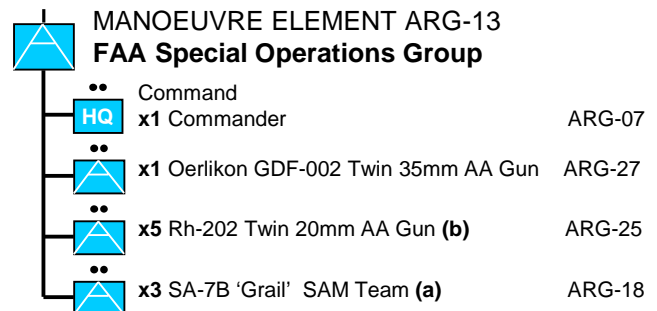 MANOEUVRE ELEMENT ARG-13
FAA Special Operations Group
Command
HQ x1 Commander ARG-07
x1 Oerlikon GDF-002 Twin 35mm AA Gun ARG-27
x5 Rh-202 Twin 20mm AA Gun (b) ARG-25
x3 SA-7B ‘Grail’ SAM Team (a) ARG-18